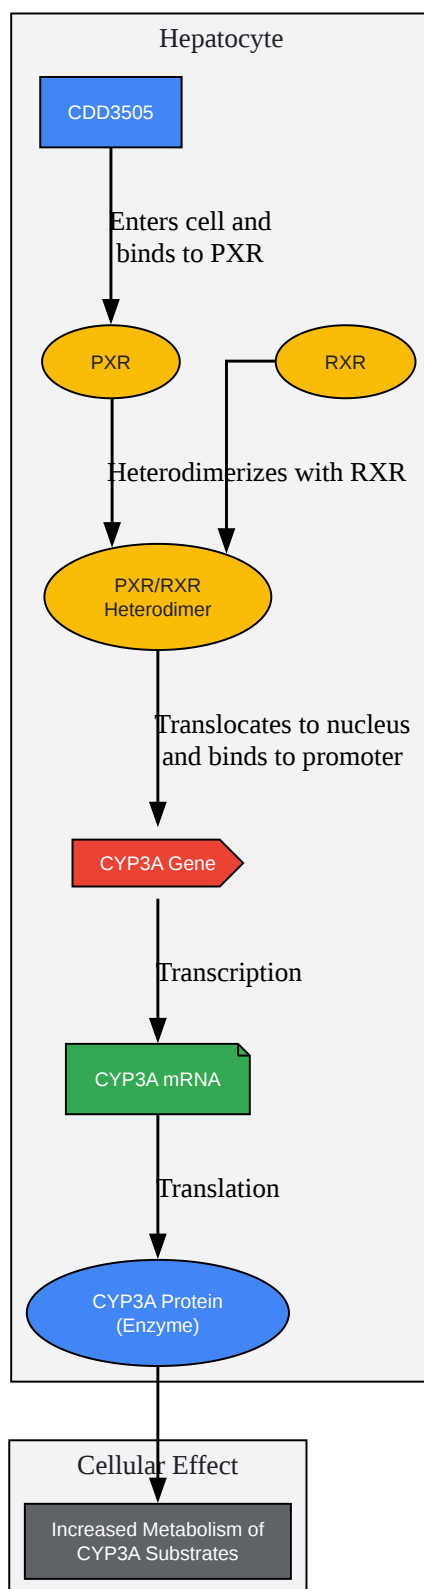 Hepatocyte
CDD3505
Enters cell and
binds to PXR
PXR
RXR
Heterodimerizes with RXR
PXR/RXR
Heterodimer
Translocates to nucleus
and binds to promoter
CYP3A Gene
Transcription
CYP3A mRNA
Translation
CYP3A Protein
(Enzyme)
Cellular Effect
Increased Metabolism of
CYP3A Substrates